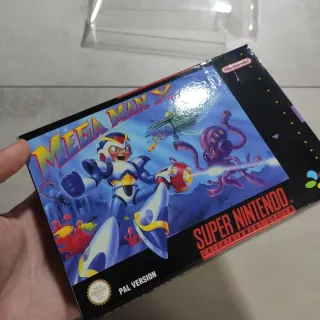 Nintendo
MEGA MAN X
SUPER NINTENDO
ENTERTAINMENT SYSTEM
PAL VERSION